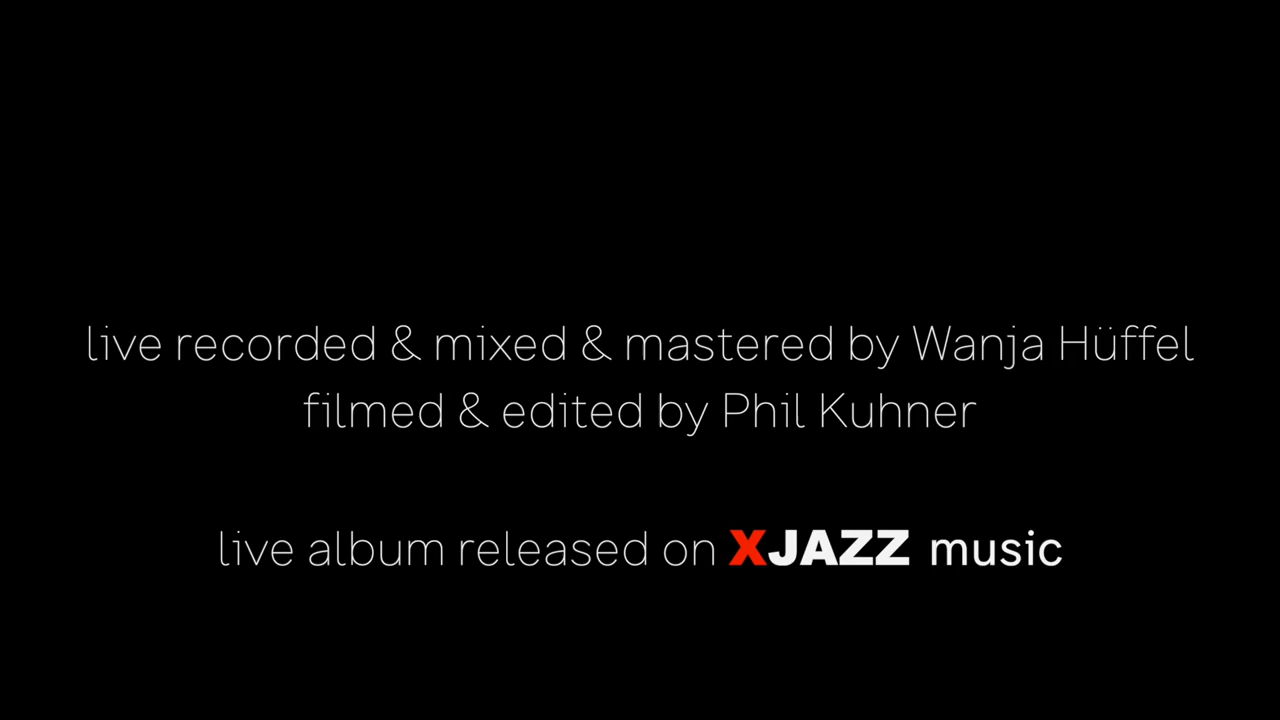 live recorded & mixed & mastered by Wanja Hüffel
filmed & edited by Phil Kuhner
live album released on XJAZZ music